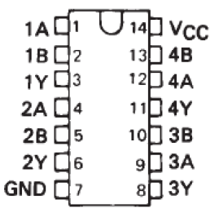 1A 1 14 VCC
1B 2 13 4B
1Y 3 12 4A
2A 4 11 4Y
2B 5 10 3B
2Y 6 9 3A
GND 7 8 3Y